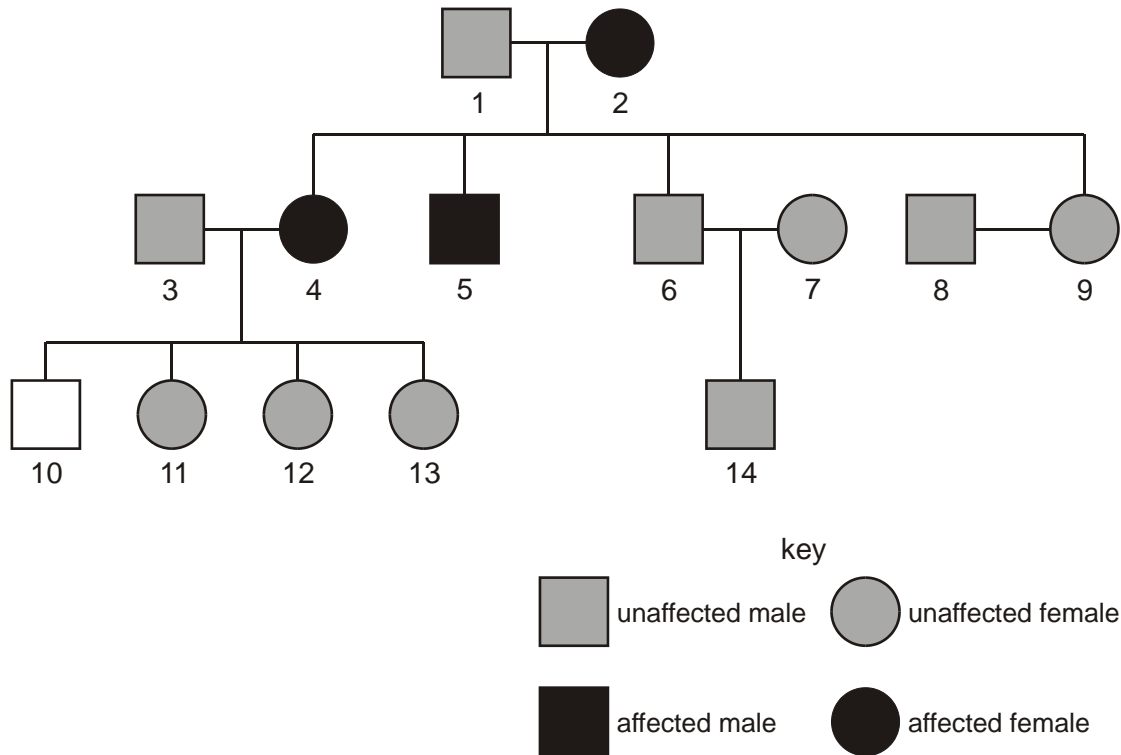 1 2
3 4 5 6 7 8 9
10 11 12 13 14
key
unaffected male unaffected female
affected male affected female